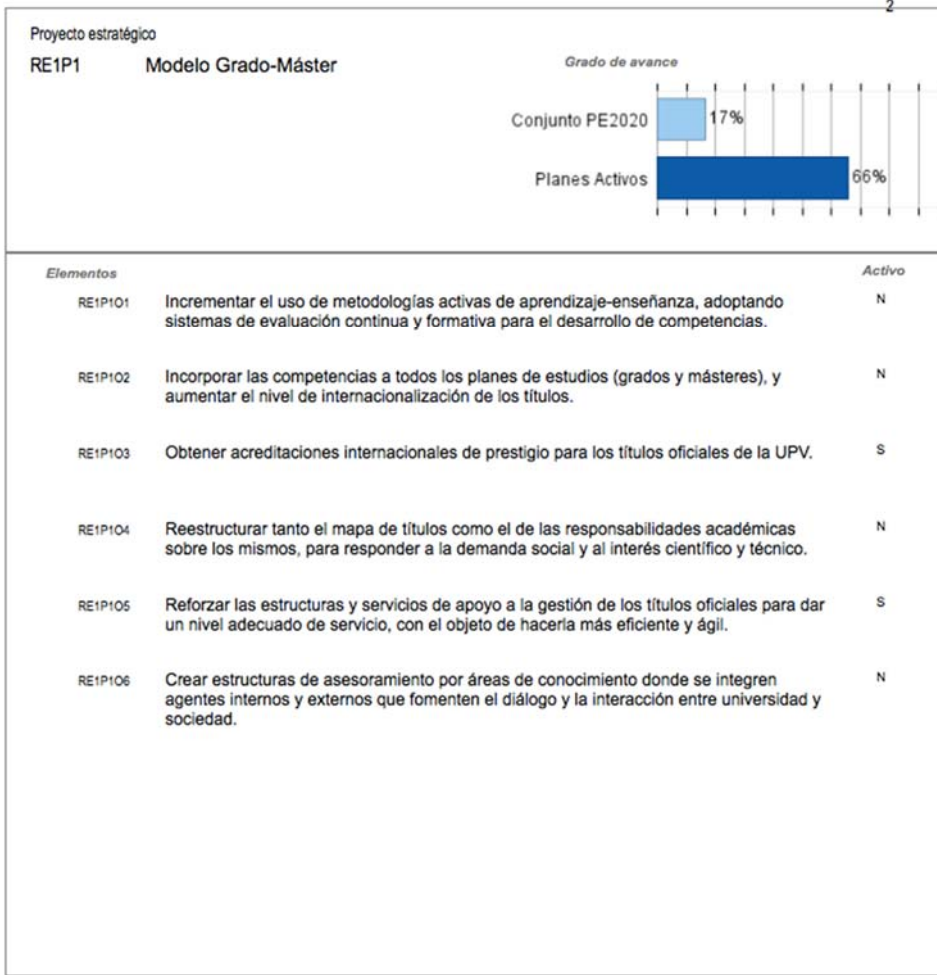 2
Proyecto estratégico
RE1P1 Modelo Grado-Máster
Grado de avance
Conjunto PE2020 17%
Planes Activos 66%
Elementos Activo
RE1P1O1 Incrementar el uso de metodologías activas de aprendizaje-enseñanza, adoptando N
sistemas de evaluación continua y formativa para el desarrollo de competencias.
RE1P1O2 Incorporar las competencias a todos los planes de estudios (grados y másteres), y N
aumentar el nivel de internacionalización de los títulos.
RE1P1O3 Obtener acreditaciones internacionales de prestigio para los títulos oficiales de la UPV. S
RE1P1O4 Reestructurar tanto el mapa de títulos como el de las responsabilidades académicas N
sobre los mismos, para responder a la demanda social y al interés científico y técnico.
RE1P1O5 Reforzar las estructuras y servicios de apoyo a la gestión de los títulos oficiales para dar S
un nivel adecuado de servicio, con el objeto de hacerla más eficiente y ágil.
RE1P1O6 Crear estructuras de asesoramiento por áreas de conocimiento donde se integren N
agentes internos y externos que fomenten el diálogo y la interacción entre universidad y
sociedad.